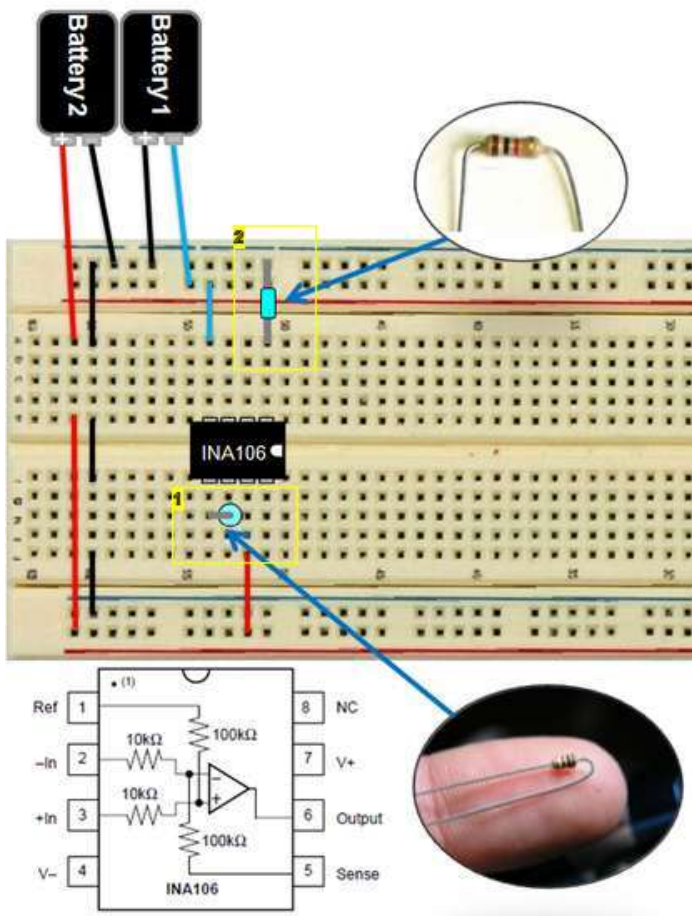 Battery 2
Battery 1
+ −
+ −
2
INA106
1
• (1)
Ref 1
8 NC
10kΩ
100kΩ
–In 2
7 V+
10kΩ
+In 3
6 Output
100kΩ
V– 4
5 Sense
INA106